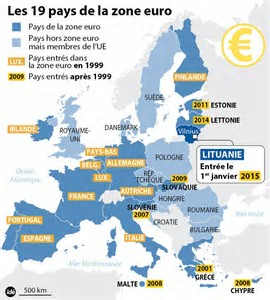 Les 19 pays de la zone euro
Pays de la zone euro
Pays hors zone euro
mais membres de l'UE
LUX. Pays entrés dans
la zone euro en 1999
2009 Pays entrés après 1999
€
FINLANDE
SUÈDE
2011 ESTONIE
2014 LETTONIE
Vilnius
DANEMARK
IRLANDE
ROYAUME-
UNI
LITUANIE
Entrée le
1er janvier 2015
PAYS-BAS
POLOGNE
BELG.
ALLEMAGNE
Océan
Atlantique
LUX.
RÉP.
TCHÈQUE
2009
SLOVAQUIE
FRANCE
AUTRICHE
HONGRIE
SLOVÉNIE
2007
ROUMANIE
CROATIE
ITALIE
BULGARIE
Mer Noire
PORTUGAL
ESPAGNE
Mer Méditerranée
2001
GRÈCE
MALTE 2008
2008
CHYPRE
idé
500 km